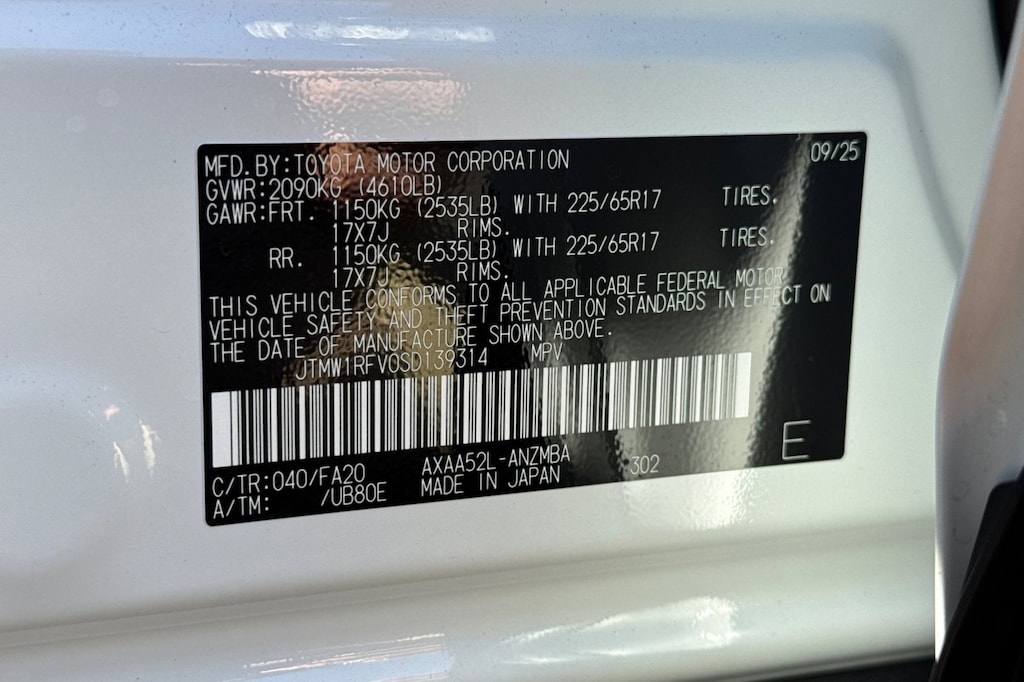 MFD.BY:TOYOTA MOTOR CORPORATION 09/25
GVWR:2090KG (4610LB)
GAWR:FRT. 1150KG (2535LB) WITH 225/65R17 TIRES.
17X7J RIMS.
RR. 1150KG (2535LB) WITH 225/65R17 TIRES.
17X7J RIMS.
THIS VEHICLE CONFORMS TO ALL APPLICABLE FEDERAL MOTOR
VEHICLE SAFETY AND THEFT PREVENTION STANDARDS IN EFFECT ON
THE DATE OF MANUFACTURE SHOWN ABOVE.
JTMW1RFV0SD139314 MPV
C/TR:040/FA20 AXAA52L-ANZMBA 302 E
A/TM: /UB80E MADE IN JAPAN